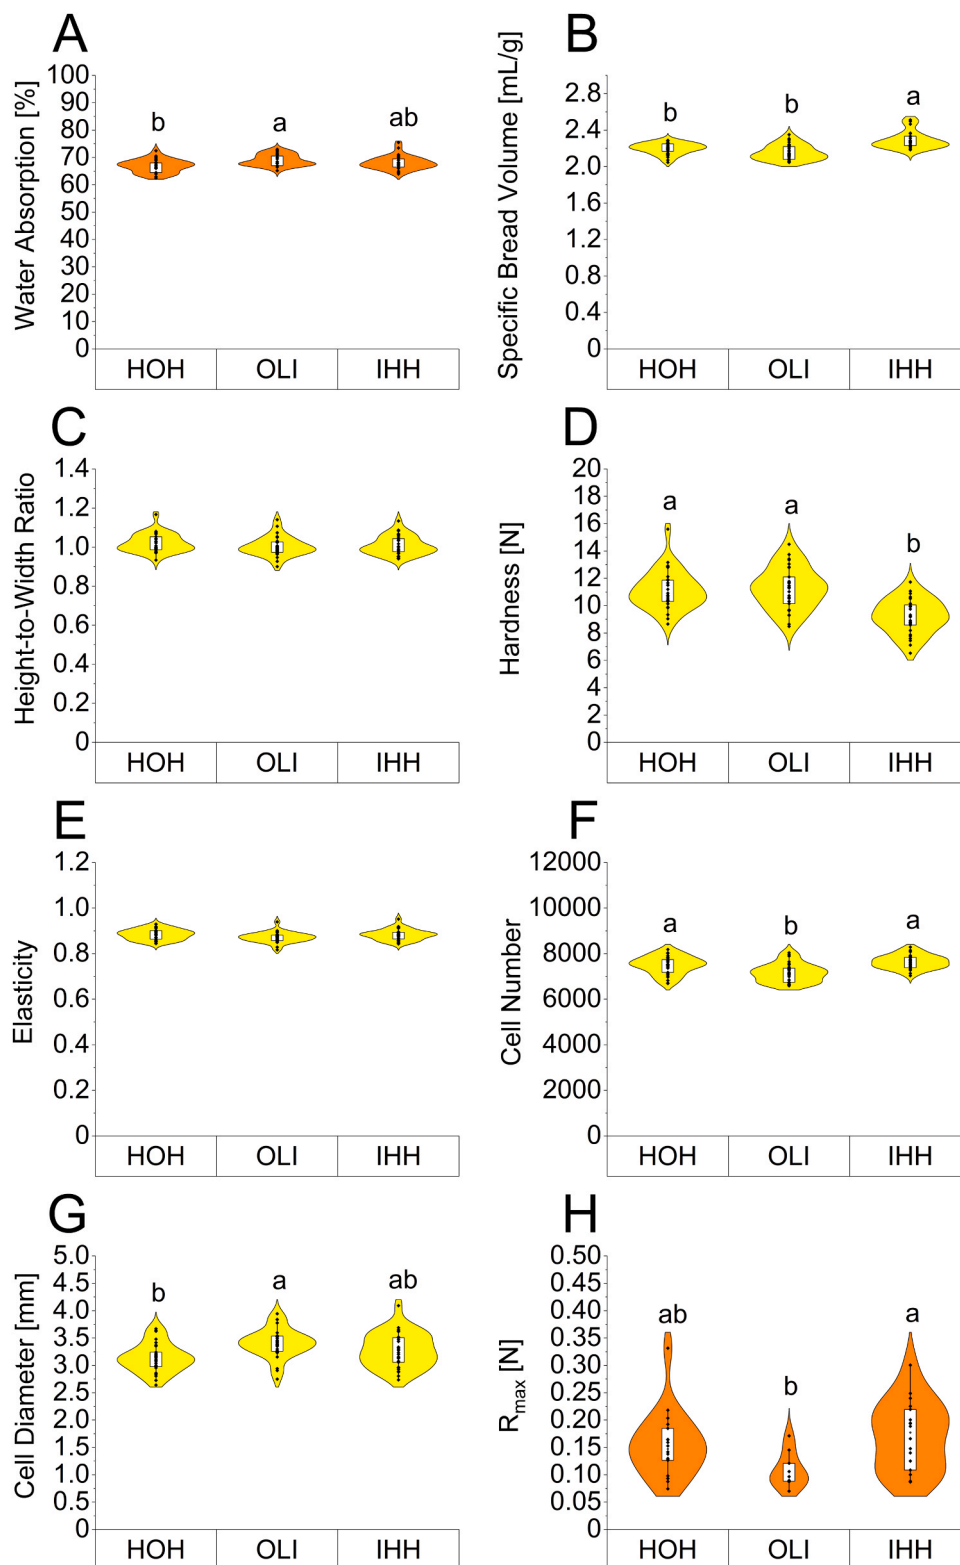 A
Water Absorption [%]
100
90
80
70
60
50
40
30
20
10
0
b
a
ab
HOH
OLI
IHH
B
Specific Bread Volume [mL/g]
2.8
2.4
2.0
1.6
1.2
0.8
0.4
0
b
b
a
HOH
OLI
IHH
C
Height-to-Width Ratio
1.4
1.2
1.0
0.8
0.6
0.4
0.2
0
HOH
OLI
IHH
D
Hardness [N]
20
18
16
14
12
10
8
6
4
2
0
a
a
b
HOH
OLI
IHH
E
Elasticity
1.2
1.0
0.8
0.6
0.4
0.2
0
HOH
OLI
IHH
F
Cell Number
12000
10000
8000
6000
4000
2000
0
a
b
a
HOH
OLI
IHH
G
Cell Diameter [mm]
5.0
4.5
4.0
3.5
3.0
2.5
2.0
1.5
1.0
0.5
0
b
a
ab
HOH
OLI
IHH
H
Rmax [N]
0.50
0.45
0.40
0.35
0.30
0.25
0.20
0.15
0.10
0.05
0
ab
b
a
HOH
OLI
IHH